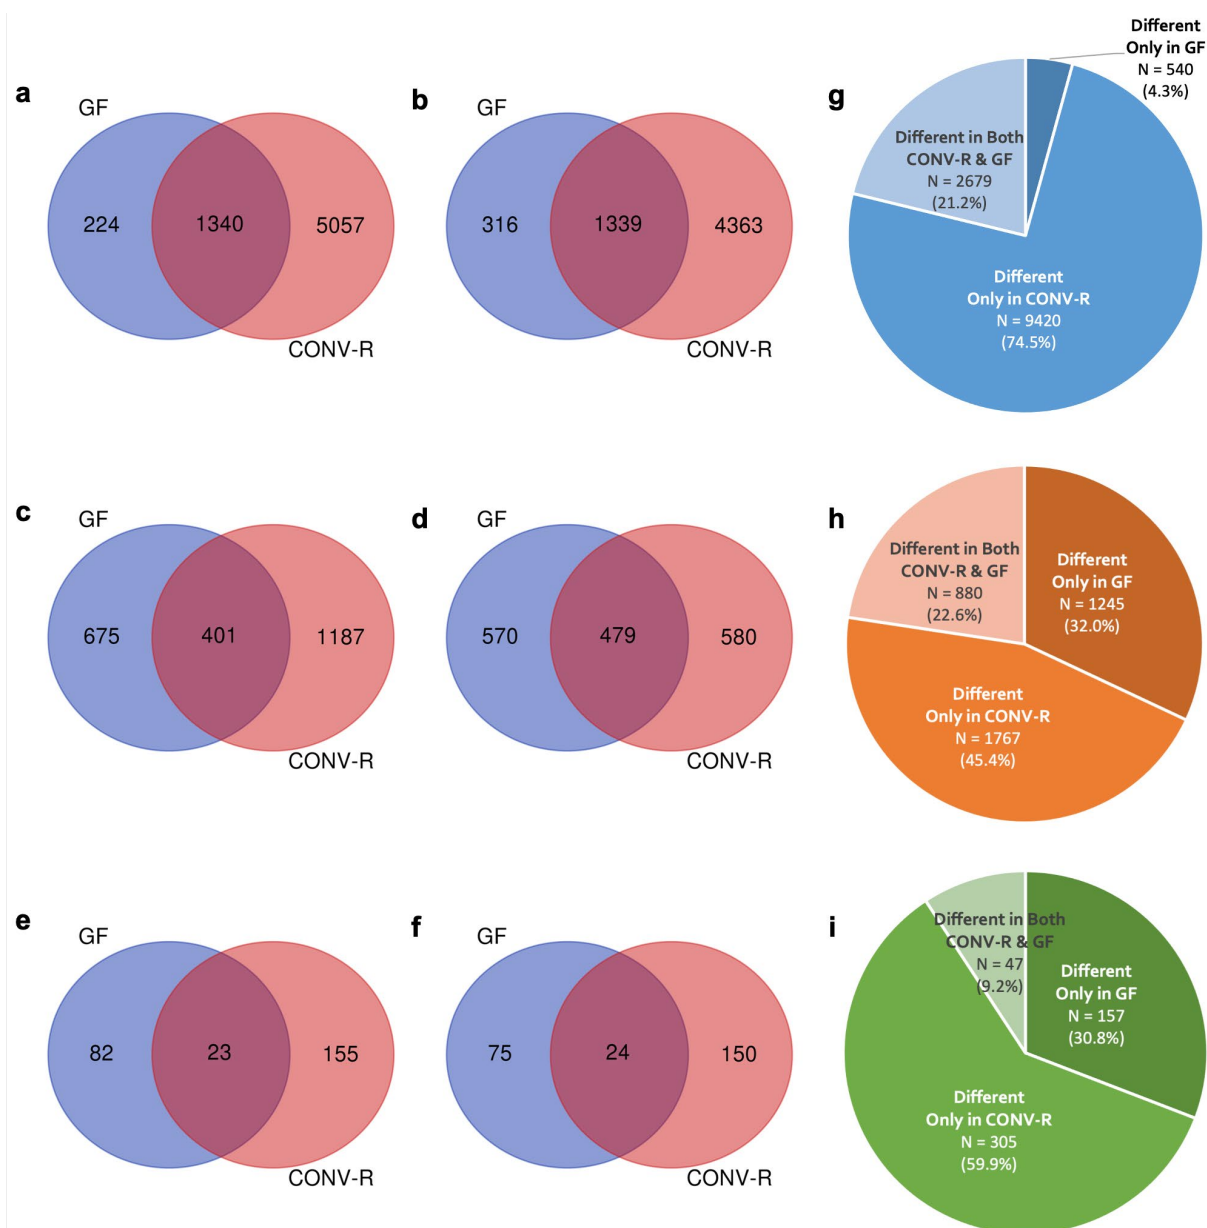 a
GF
224
1340
5057
CONV-R
b
GF
316
1339
4363
CONV-R
g
Different
Only in GF
N = 540
(4.3%)
Different in Both
CONV-R & GF
N = 2679
(21.2%)
Different
Only in CONV-R
N = 9420
(74.5%)
c
GF
675
401
1187
CONV-R
d
GF
570
479
580
CONV-R
h
Different in Both
CONV-R & GF
N = 880
(22.6%)
Different
Only in GF
N = 1245
(32.0%)
Different
Only in CONV-R
N = 1767
(45.4%)
e
GF
82
23
155
CONV-R
f
GF
75
24
150
CONV-R
i
Different in Both
CONV-R & GF
N = 47
(9.2%)
Different
Only in GF
N = 157
(30.8%)
Different
Only in CONV-R
N = 305
(59.9%)